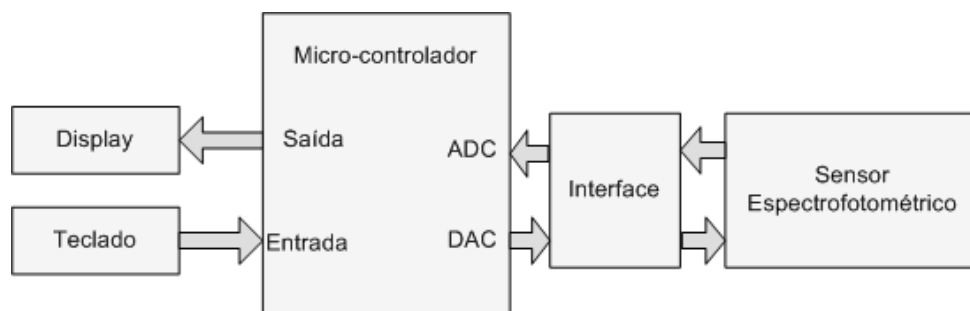 Micro-controlador
Display
Saída
ADC
Interface
Sensor
Espectrofotométrico
Teclado
Entrada
DAC